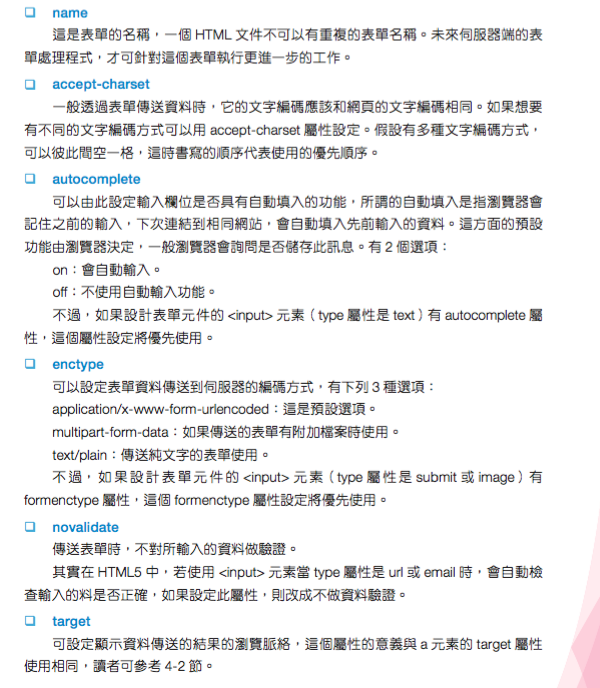 ❑ name
這是表單的名稱，一個 HTML 文件不可以有重複的表單名稱。未來伺服器端的表
單處理程式，才可針對這個表單執行更進一步的工作。
❑ accept-charset
一般透過表單傳送資料時，它的文字編碼應該和網頁的文字編碼相同。如果想要
有不同的文字編碼方式可以用 accept-charset 屬性設定。假設有多種文字編碼方式，
可以彼此間空一格，這時書寫的順序代表使用的優先順序。
❑ autocomplete
可以由此設定輸入欄位是否具有自動填入的功能，所謂的自動填入是指瀏覽器會
記住之前的輸入，下次連結到相同網站，會自動填入先前輸入的資料。這方面的預設
功能由瀏覽器決定，一般瀏覽器會詢問是否儲存此訊息。有 2 個選項：
on：會自動輸入。
off：不使用自動輸入功能。
不過，如果設計表單元件的 <input> 元素（type 屬性是 text）有 autocomplete 屬
性，這個屬性設定將優先使用。
❑ enctype
可以設定表單資料傳送到伺服器的編碼方式，有下列 3 種選項：
application/x-www-form-urlencoded：這是預設選項。
multipart-form-data：如果傳送的表單有附加檔案時使用。
text/plain：傳送純文字的表單使用。
不過，如果設計表單元件的 <input> 元素（type 屬性是 submit 或 image）有
formenctype 屬性，這個 formenctype 屬性設定將優先使用。
❑ novalidate
傳送表單時，不對所輸入的資料做驗證。
其實在 HTML5 中，若使用 <input> 元素當 type 屬性是 url 或 email 時，會自動檢
查輸入的料是否正確，如果設定此屬性，則改成不做資料驗證。
❑ target
可設定顯示資料傳送的結果的瀏覽脈絡，這個屬性的意義與 a 元素的 target 屬性
使用相同，讀者可參考 4-2 節。